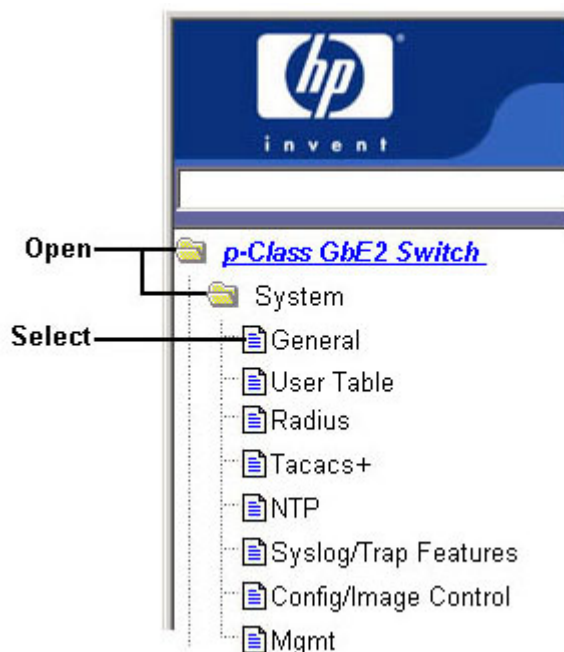 hp
invent
Open p-Class GbE2 Switch
System
Select General
User Table
Radius
Tacacs+
NTP
Syslog/Trap Features
Config/Image Control
Mgmt